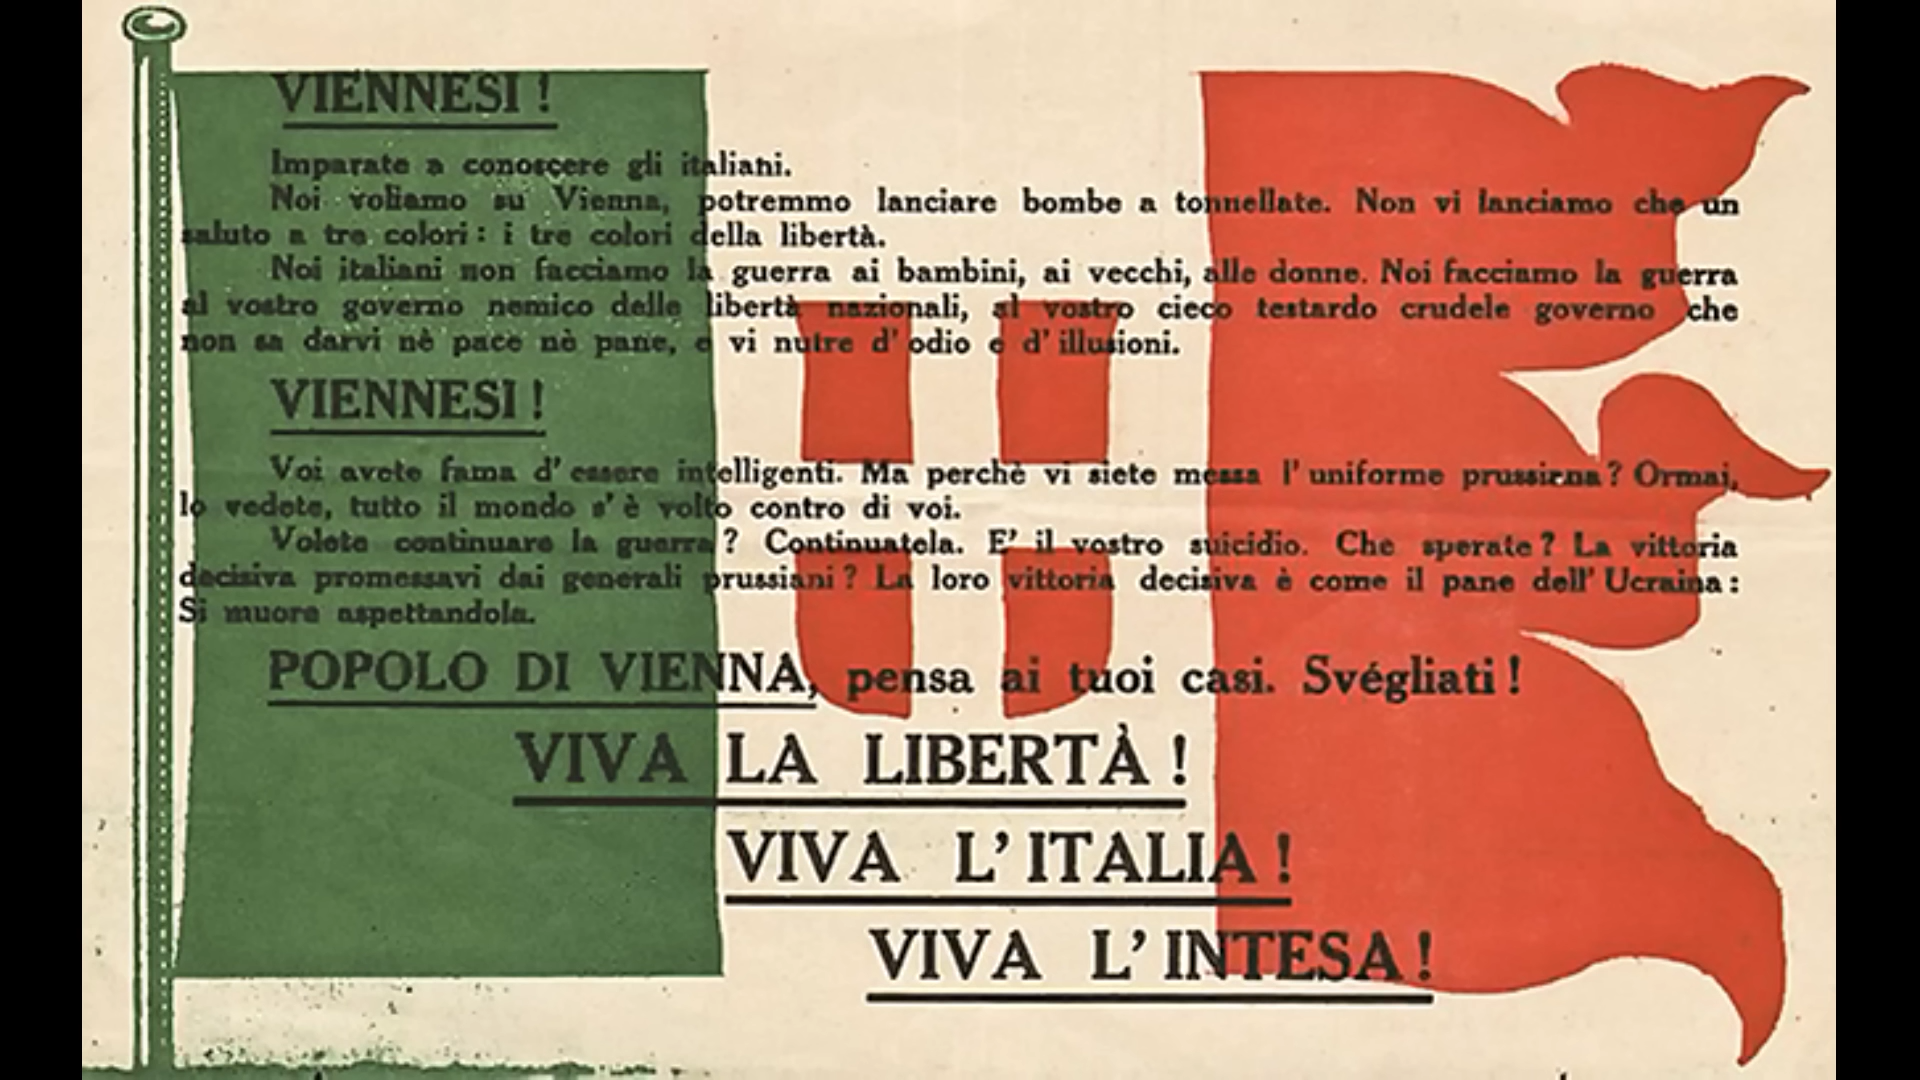 VIENNESI !
Imparate a conoscere gli italiani.
Noi voliamo su Vienna, potremmo lanciare bombe a tonnellate. Non vi lanciamo che un
saluto a tre colori : i tre colori della libertà.
Noi italiani non facciamo la guerra ai bambini, ai vecchi, alle donne. Noi facciamo la guerra
al vostro governo nemico delle libertà nazionali, al vostro cieco testardo crudele governo che
non sa darvi nè pace nè pane, e vi nutre d' odio e d' illusioni.
VIENNESI !
Voi avete fama d' essere intelligenti. Ma perchè vi siete messa l' uniforme prussiana ? Ormai,
lo vedete, tutto il mondo s' è volto contro di voi.
Volete continuare la guerra ? Continuatela. E' il vostro suicidio. Che sperate ? La vittoria
decisiva promessavi dai generali prussiani ? La loro vittoria decisiva è come il pane dell' Ucraina :
Si muore aspettandola.
POPOLO DI VIENNA, pensa ai tuoi casi. Svégliati !
VIVA LA LIBERTÀ !
VIVA L' ITALIA !
VIVA L' INTESA !